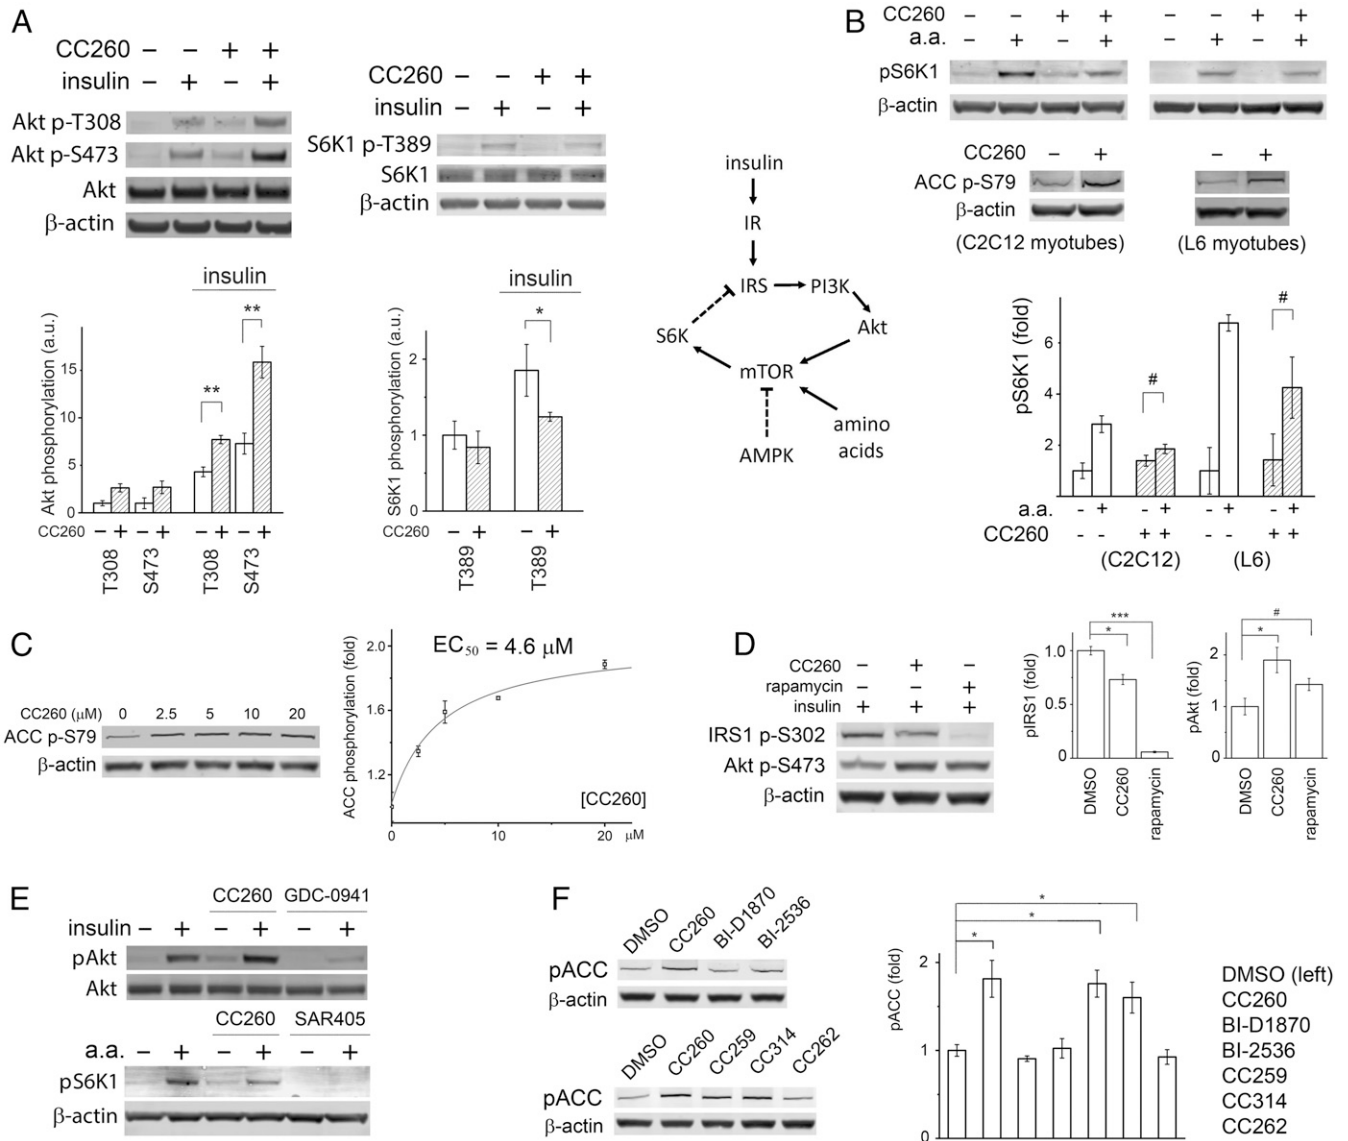 A
CC260 – – + +
insulin – + – +
Akt p-T308
Akt p-S473
Akt
β-actin
CC260 – – + +
insulin – + – +
S6K1 p-T389
S6K1
β-actin
insulin
**
**
Akt phosphorylation (a.u.)
15
10
5
0
CC260 – + – + – + – +
T308
S473
T308
S473
insulin
*
S6K1 phosphorylation (a.u.)
2
1
0
CC260 – + – +
T389
T389
insulin
IR
IRS
PI3K
S6K
Akt
mTOR
amino
acids
AMPK
B
CC260 – – + + – – + +
a.a. – + – + – + – +
pS6K1
β-actin
CC260 – + – +
ACC p-S79
β-actin
(C2C12 myotubes) (L6 myotubes)
pS6K1 (fold)
6
4
2
#
#
a.a. - + - + - + - +
CC260 - - + + - - + +
(C2C12) (L6)
C
CC260 (μM) 0 2.5 5 10 20
ACC p-S79
β-actin
ACC phosphorylation (fold)
2.0
1.6
1.2
EC50 = 4.6 μM
[CC260]
0 10 20 μM
D
CC260 – + –
rapamycin – – +
insulin + + +
IRS1 p-S302
Akt p-S473
β-actin
pIRS1 (fold)
1.0
0.5
0
***
*
DMSO
CC260
rapamycin
pAkt (fold)
2
1
0
#
*
DMSO
CC260
rapamycin
E
CC260 GDC-0941
insulin – + – + – +
pAkt
Akt
CC260 SAR405
a.a. – + – + – +
pS6K1
β-actin
F
DMSO
CC260
BI-D1870
BI-2536
pACC
β-actin
DMSO
CC260
CC259
CC314
CC262
pACC
β-actin
pACC (fold)
2
1
0
*
*
*
DMSO (left)
CC260
BI-D1870
BI-2536
CC259
CC314
CC262